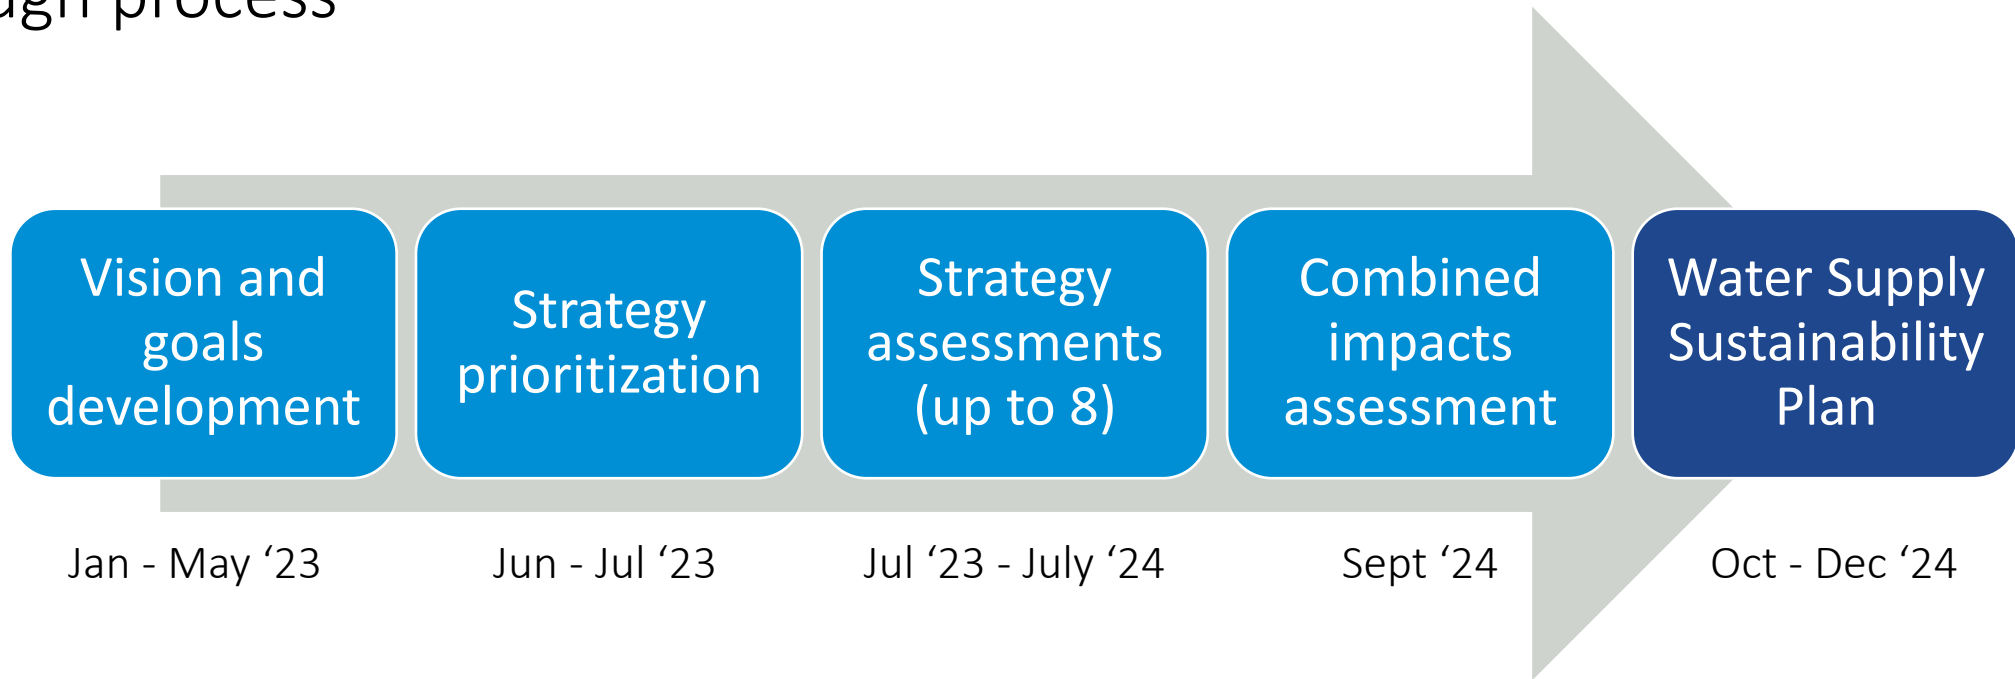 process
Vision and
goals
development
Strategy
prioritization
Strategy
assessments
(up to 8)
Combined
impacts
assessment
Water Supply
Sustainability
Plan
Jan - May ‘23
Jun - Jul ‘23
Jul ‘23 - July ‘24
Sept ‘24
Oct - Dec ‘24